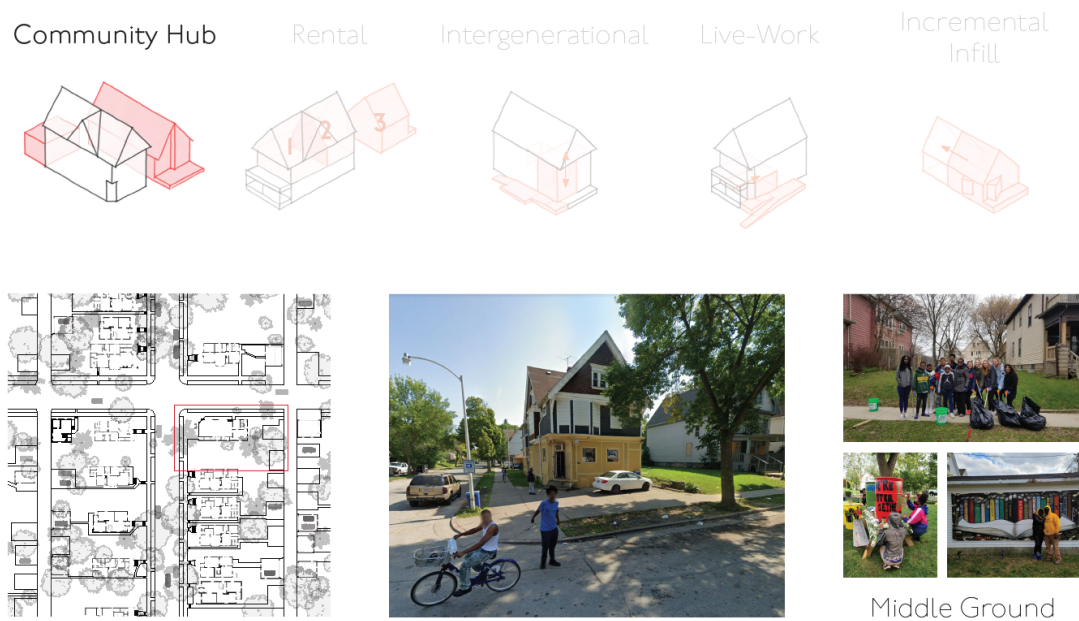 Community Hub
Rental
Intergenerational
Live-Work
Incremental
Infill
1
2
3
Middle Ground